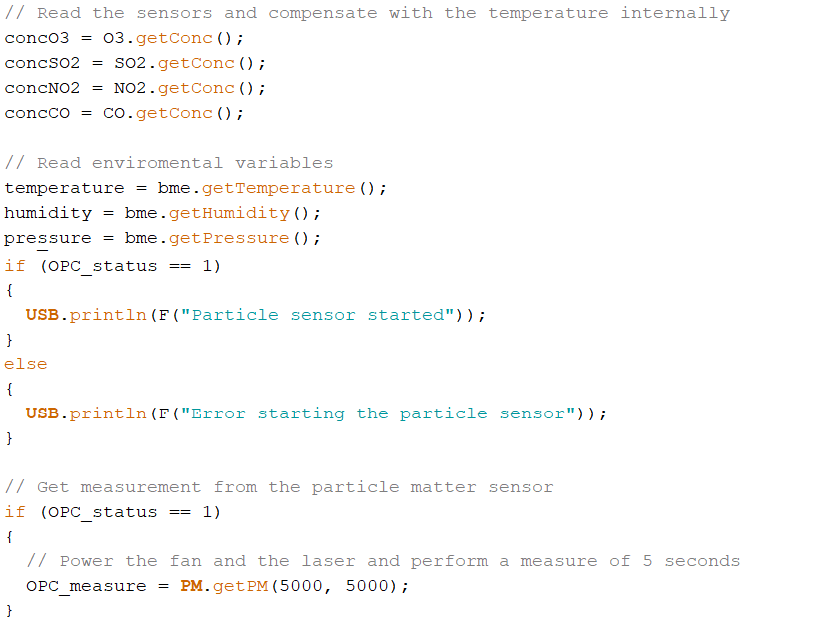 // Read the sensors and compensate with the temperature internally
concO3 = O3.getConc();
concSO2 = SO2.getConc();
concNO2 = NO2.getConc();
concCO = CO.getConc();

// Read enviromental variables
temperature = bme.getTemperature();
humidity = bme.getHumidity();
pressure = bme.getPressure();
if (OPC_status == 1)
{
  USB.println(F("Particle sensor started"));
}
else
{
  USB.println(F("Error starting the particle sensor"));
}

// Get measurement from the particle matter sensor
if (OPC_status == 1)
{
  // Power the fan and the laser and perform a measure of 5 seconds
  OPC_measure = PM.getPM(5000, 5000);
}